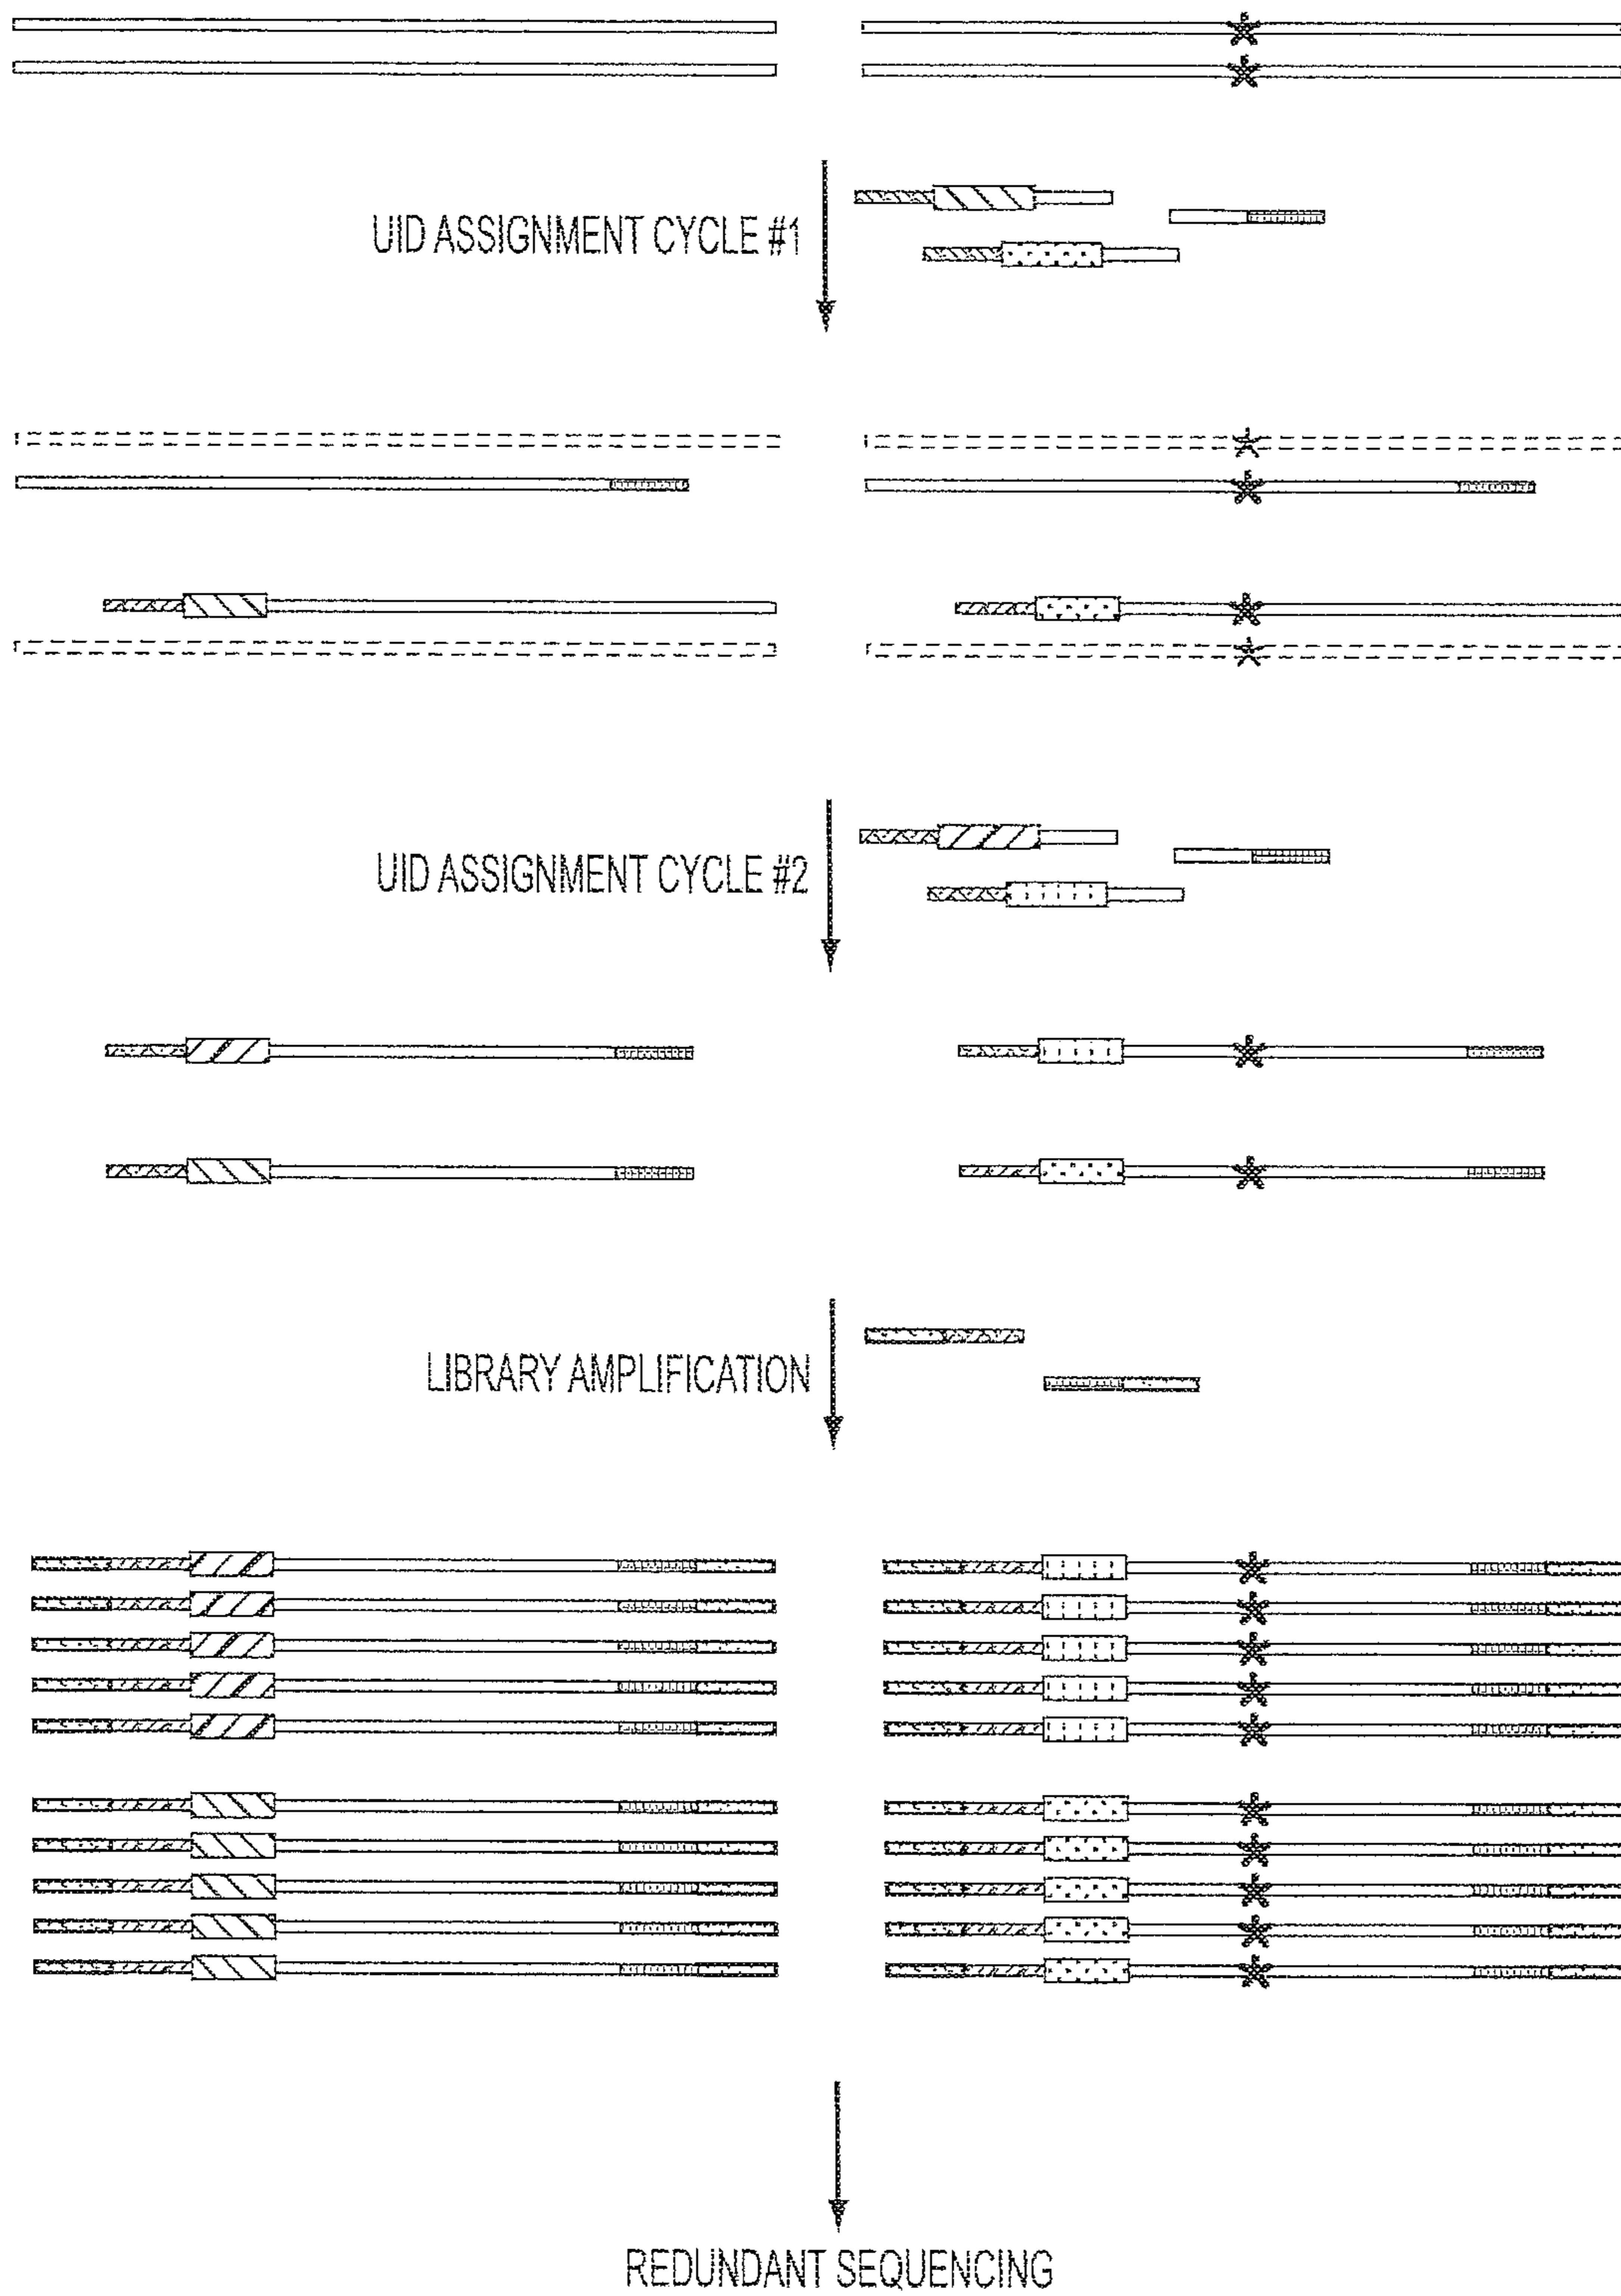 UID ASSIGNMENT CYCLE #1
UID ASSIGNMENT CYCLE #2
LIBRARY AMPLIFICATION
REDUNDANT SEQUENCING